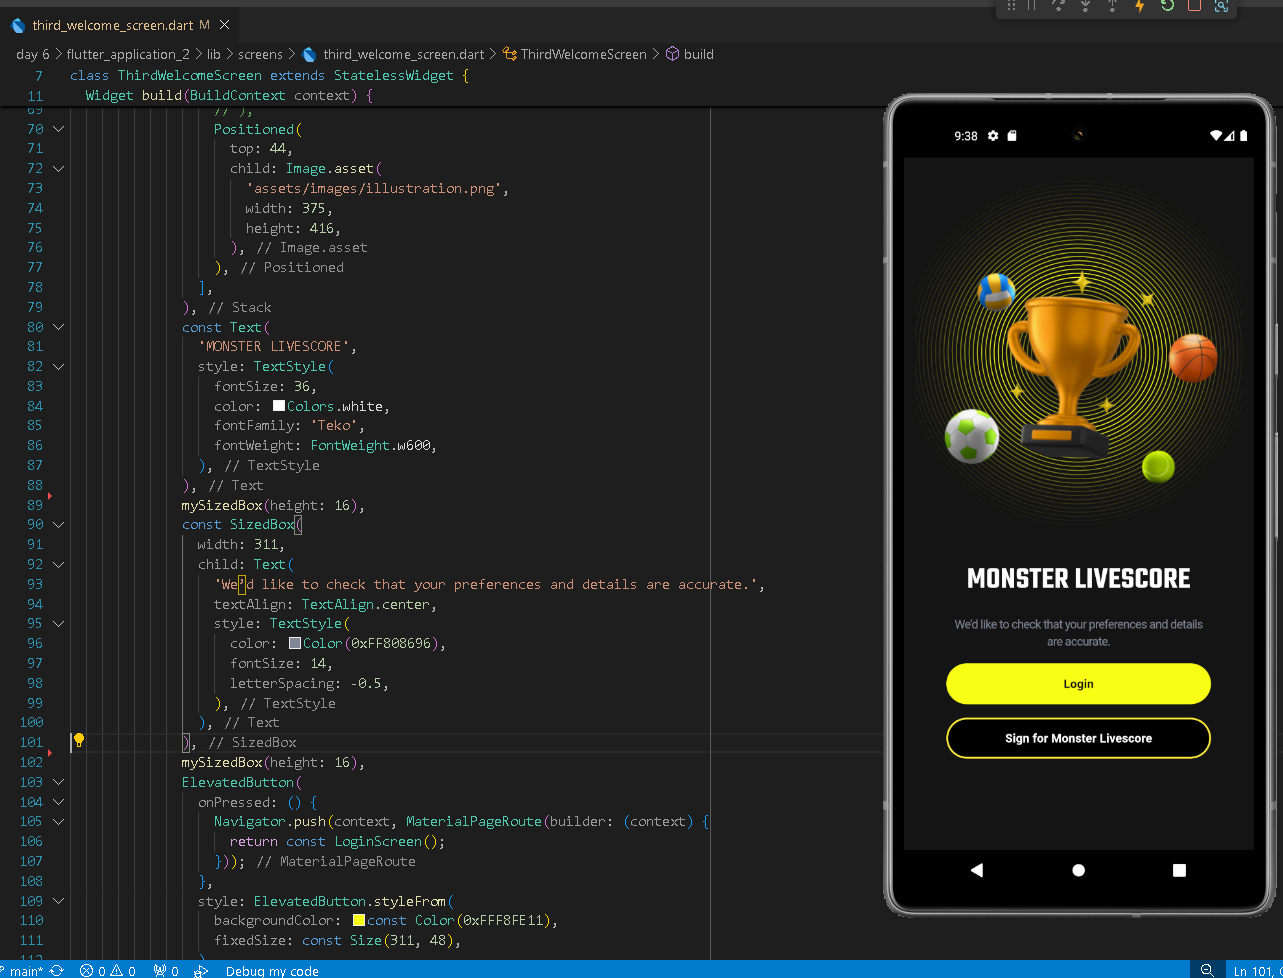 third_welcome_screen.dart M
day 6 > flutter_application_2 > lib > screens > third_welcome_screen.dart > ThirdWelcomeScreen > build
7 class ThirdWelcomeScreen extends StatelessWidget {
11 Widget build(BuildContext context) {
69 // ),
70 Positioned(
71 top: 44,
72 child: Image.asset(
73 'assets/images/illustration.png',
74 width: 375,
75 height: 416,
76 ), // Image.asset
77 ), // Positioned
78 ],
79 ), // Stack
80 const Text(
81 'MONSTER LIVESCORE',
82 style: TextStyle(
83 fontSize: 36,
84 color: Colors.white,
85 fontFamily: 'Teko',
86 fontWeight: FontWeight.w600,
87 ), // TextStyle
88 ), // Text
89 mySizedBox(height: 16),
90 const SizedBox(
91 width: 311,
92 child: Text(
93 'We’d like to check that your preferences and details are accurate.',
94 textAlign: TextAlign.center,
95 style: TextStyle(
96 color: Color(0xFF808696),
97 fontSize: 14,
98 letterSpacing: -0.5,
99 ), // TextStyle
100 ), // Text
101 ), // SizedBox
102 mySizedBox(height: 16),
103 ElevatedButton(
104 onPressed: () {
105 Navigator.push(context, MaterialPageRoute(builder: (context) {
106 return const LoginScreen();
107 })); // MaterialPageRoute
108 },
109 style: ElevatedButton.styleFrom(
110 backgroundColor: const Color(0xFFF8FE11),
111 fixedSize: const Size(311, 48),
112 )
main* 0 0 0 Debug my code
Ln 101,
9:38
MONSTER LIVESCORE
We’d like to check that your preferences and details
are accurate.
Login
Sign for Monster Livescore